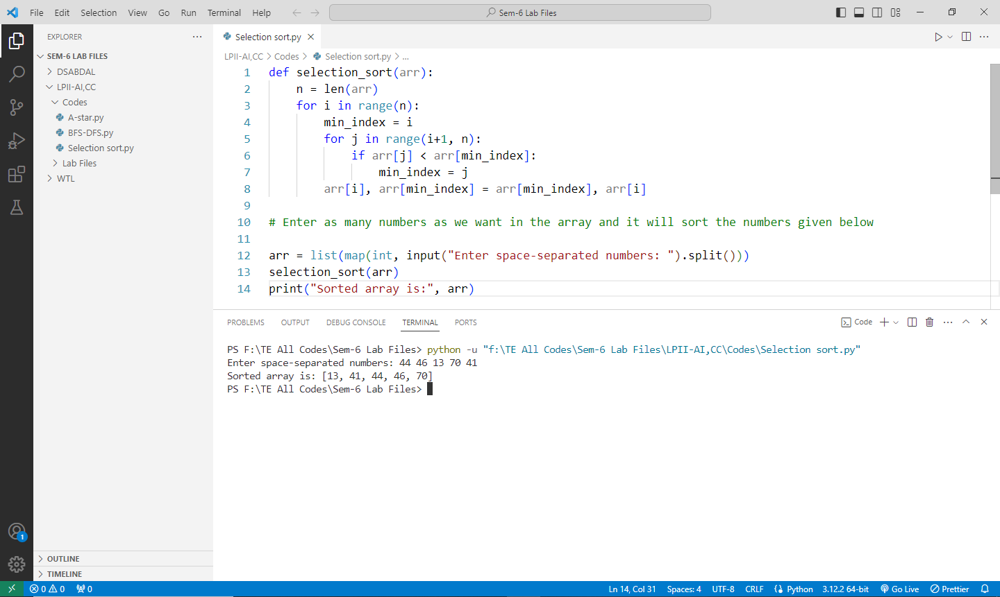 File Edit Selection View Go Run Terminal Help
Sem-6 Lab Files
EXPLORER
SEM-6 LAB FILES
DSABDAL
LPII-AI,CC
Codes
A-star.py
BFS-DFS.py
Selection sort.py
Lab Files
WTL
OUTLINE
TIMELINE
1
Selection sort.py
LPII-AI,CC > Codes > Selection sort.py > ...
1 def selection_sort(arr):
2     n = len(arr)
3     for i in range(n):
4         min_index = i
5         for j in range(i+1, n):
6             if arr[j] < arr[min_index]:
7                 min_index = j
8         arr[i], arr[min_index] = arr[min_index], arr[i]
9
10 # Enter as many numbers as we want in the array and it will sort the numbers given below
11
12 arr = list(map(int, input("Enter space-separated numbers: ").split()))
13 selection_sort(arr)
14 print("Sorted array is:", arr)
PROBLEMS OUTPUT DEBUG CONSOLE TERMINAL PORTS
Code
PS F:\TE All Codes\Sem-6 Lab Files> python -u "f:\TE All Codes\Sem-6 Lab Files\LPII-AI,CC\Codes\Selection sort.py"
Enter space-separated numbers: 44 46 13 70 41
Sorted array is: [13, 41, 44, 46, 70]
PS F:\TE All Codes\Sem-6 Lab Files>
0 0 0 Ln 14, Col 31 Spaces: 4 UTF-8 CRLF Python 3.12.2 64-bit Go Live Prettier